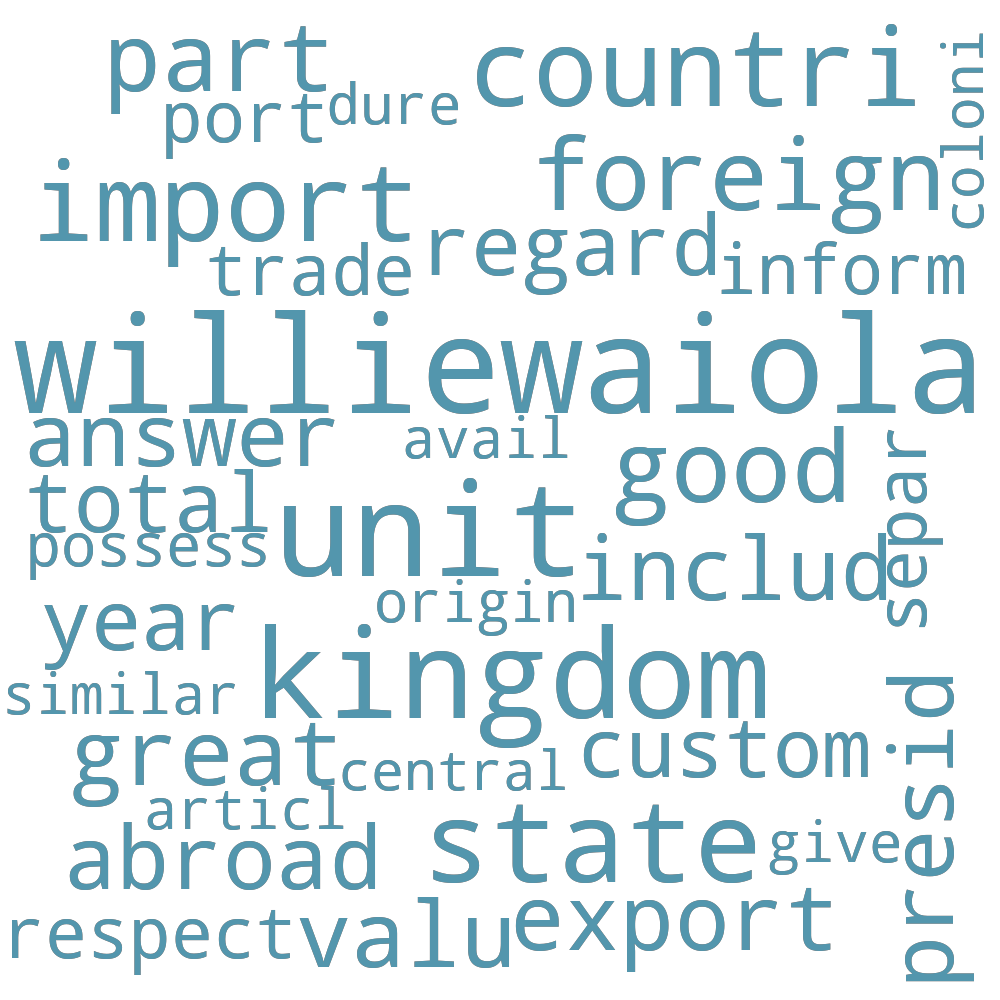 part
countri
coloni
port
dure
import
foreign
trade
regard
inform
williewaiola
answer
avail
good
separ
total
unit
possess
includ
year
origin
similar
kingdom
presid
great
central
custom
articl
abroad
state
give
respect
valu
export